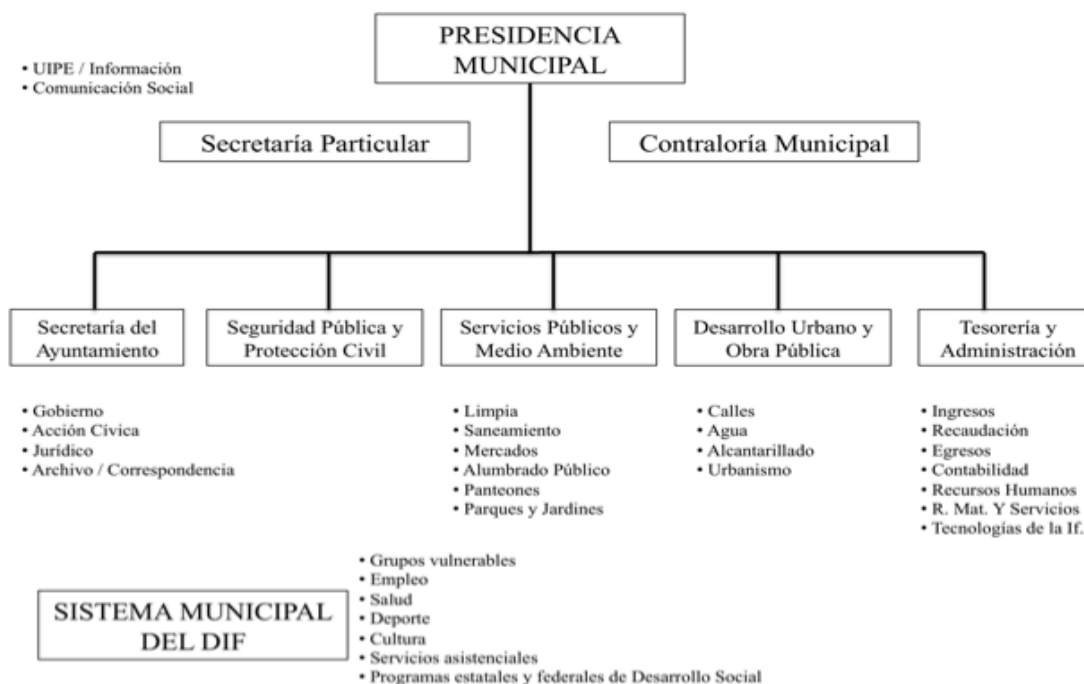 PRESIDENCIA
MUNICIPAL
• UIPE / Información
• Comunicación Social
Secretaría Particular
Contraloría Municipal
Secretaría del
Ayuntamiento
Seguridad Pública y
Protección Civil
Servicios Públicos y
Medio Ambiente
Desarrollo Urbano y
Obra Pública
Tesorería y
Administración
• Gobierno
• Acción Cívica
• Jurídico
• Archivo / Correspondencia
• Limpia
• Saneamiento
• Mercados
• Alumbrado Público
• Panteones
• Parques y Jardines
• Calles
• Agua
• Alcantarillado
• Urbanismo
• Ingresos
• Recaudación
• Egresos
• Contabilidad
• Recursos Humanos
• R. Mat. Y Servicios
• Tecnologías de la If.
SISTEMA MUNICIPAL
DEL DIF
• Grupos vulnerables
• Empleo
• Salud
• Deporte
• Cultura
• Servicios asistenciales
• Programas estatales y federales de Desarrollo Social